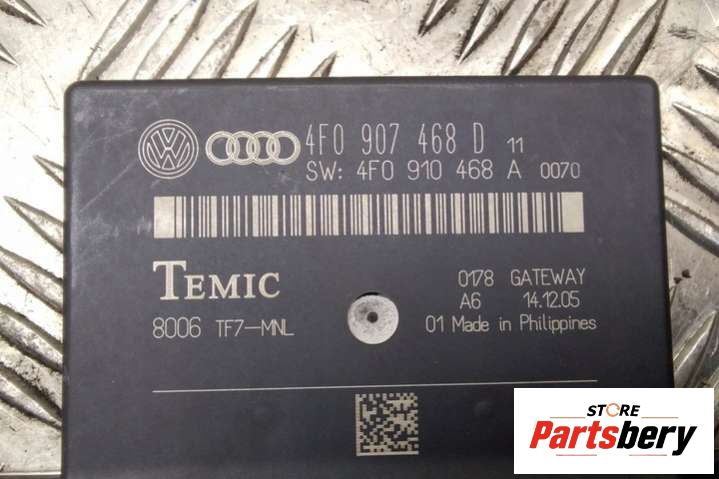 4F0 907 468 D 11
SW: 4F0 910 468 A 0070
TEMIC
0178 GATEWAY
A6 14.12.05
8006 TF7-MNL
01 Made in Philippines
STORE
Partsbery